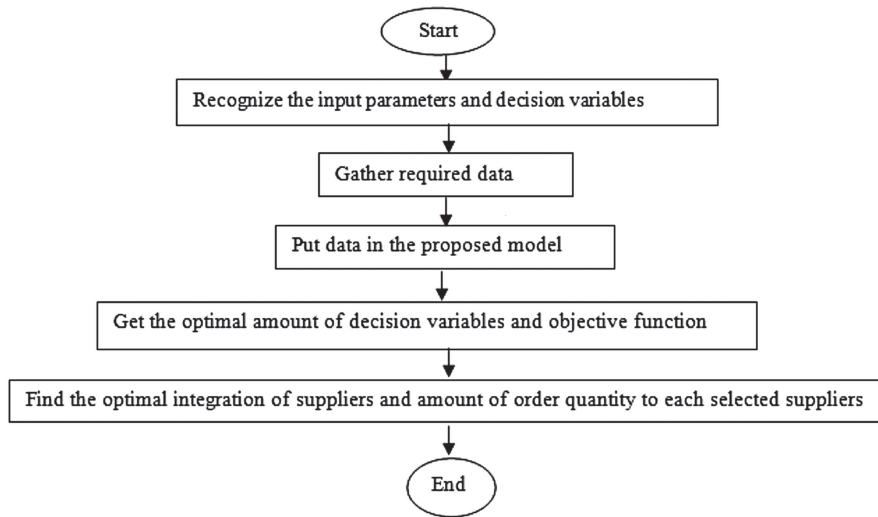 Start
Recognize the input parameters and decision variables
Gather required data
Put data in the proposed model
Get the optimal amount of decision variables and objective function
Find the optimal integration of suppliers and amount of order quantity to each selected suppliers
End